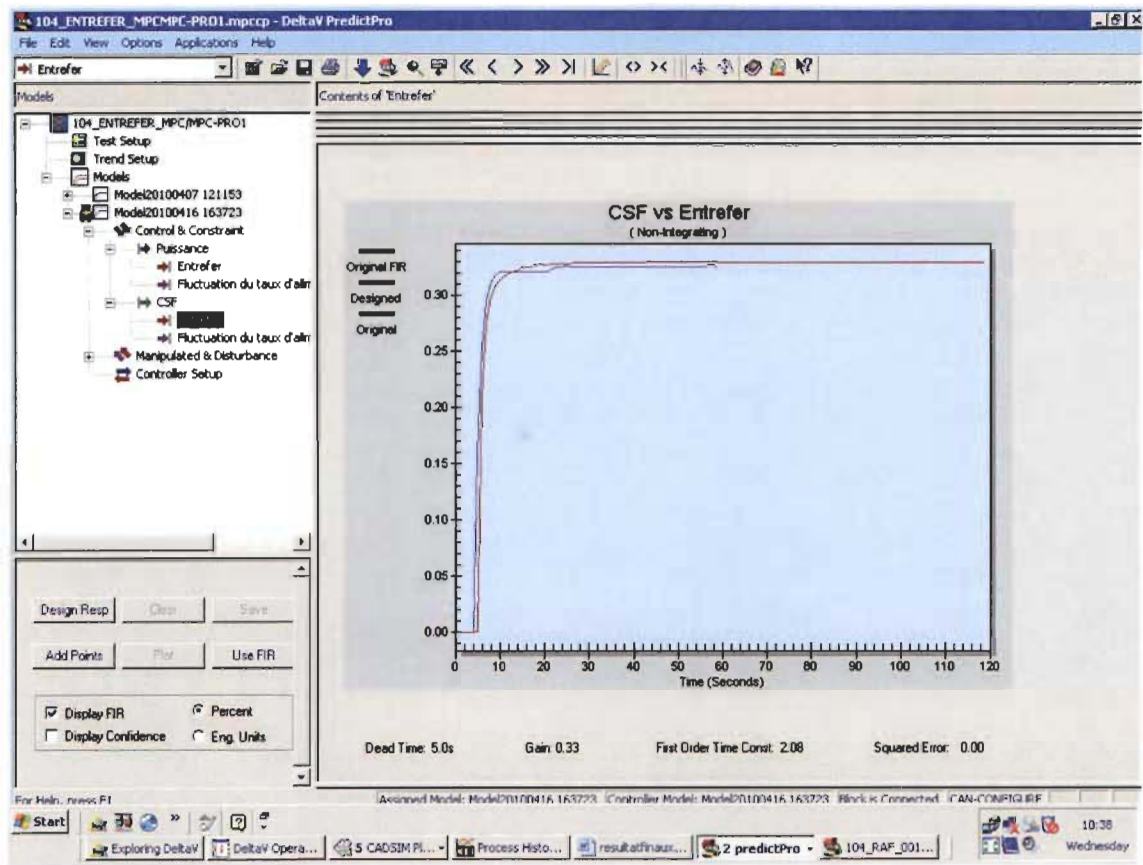 104_ENTREFER_MPCMPC-PRO1.mpccp - DeltaV PredictPro
File Edit View Options Applications Help
Entrefer
Models
Contents of 'Entrefer'
104_ENTREFER_MPC/MPC-PRO1
Test Setup
Trend Setup
Models
Model20100407 121153
Model20100416 163723
Control & Constraint
Puissance
Entrefer
Fluctuation du taux d'alim
CSF
Fluctuation du taux d'alim
Manipulated & Disturbance
Controller Setup
CSF vs Entrefer
( Non-Integrating )
Original FIR
Designed
Original
0.30
0.25
0.20
0.15
0.10
0.05
0.00
0 10 20 30 40 50 60 70 80 90 100 110 120
Time (Seconds)
Design Resp Clear Save
Add Points Plot Use FIR
Display FIR Percent
Display Confidence Eng. Units
Dead Time: 5.0s Gain: 0.33 First Order Time Const: 2.08 Squared Error: 0.00
For Help, press F1
Assigned Model: Model20100416 163723 Controller Model: Model20100416 163723 Block is Connected CAN-CONFIGURE
Start
10:38
Exploring DeltaV DeltaV Opera... 5 CADSIM Pl... Process Histo... resultatfinaux... 2 predictPro 104_RAF_001...
Wednesday